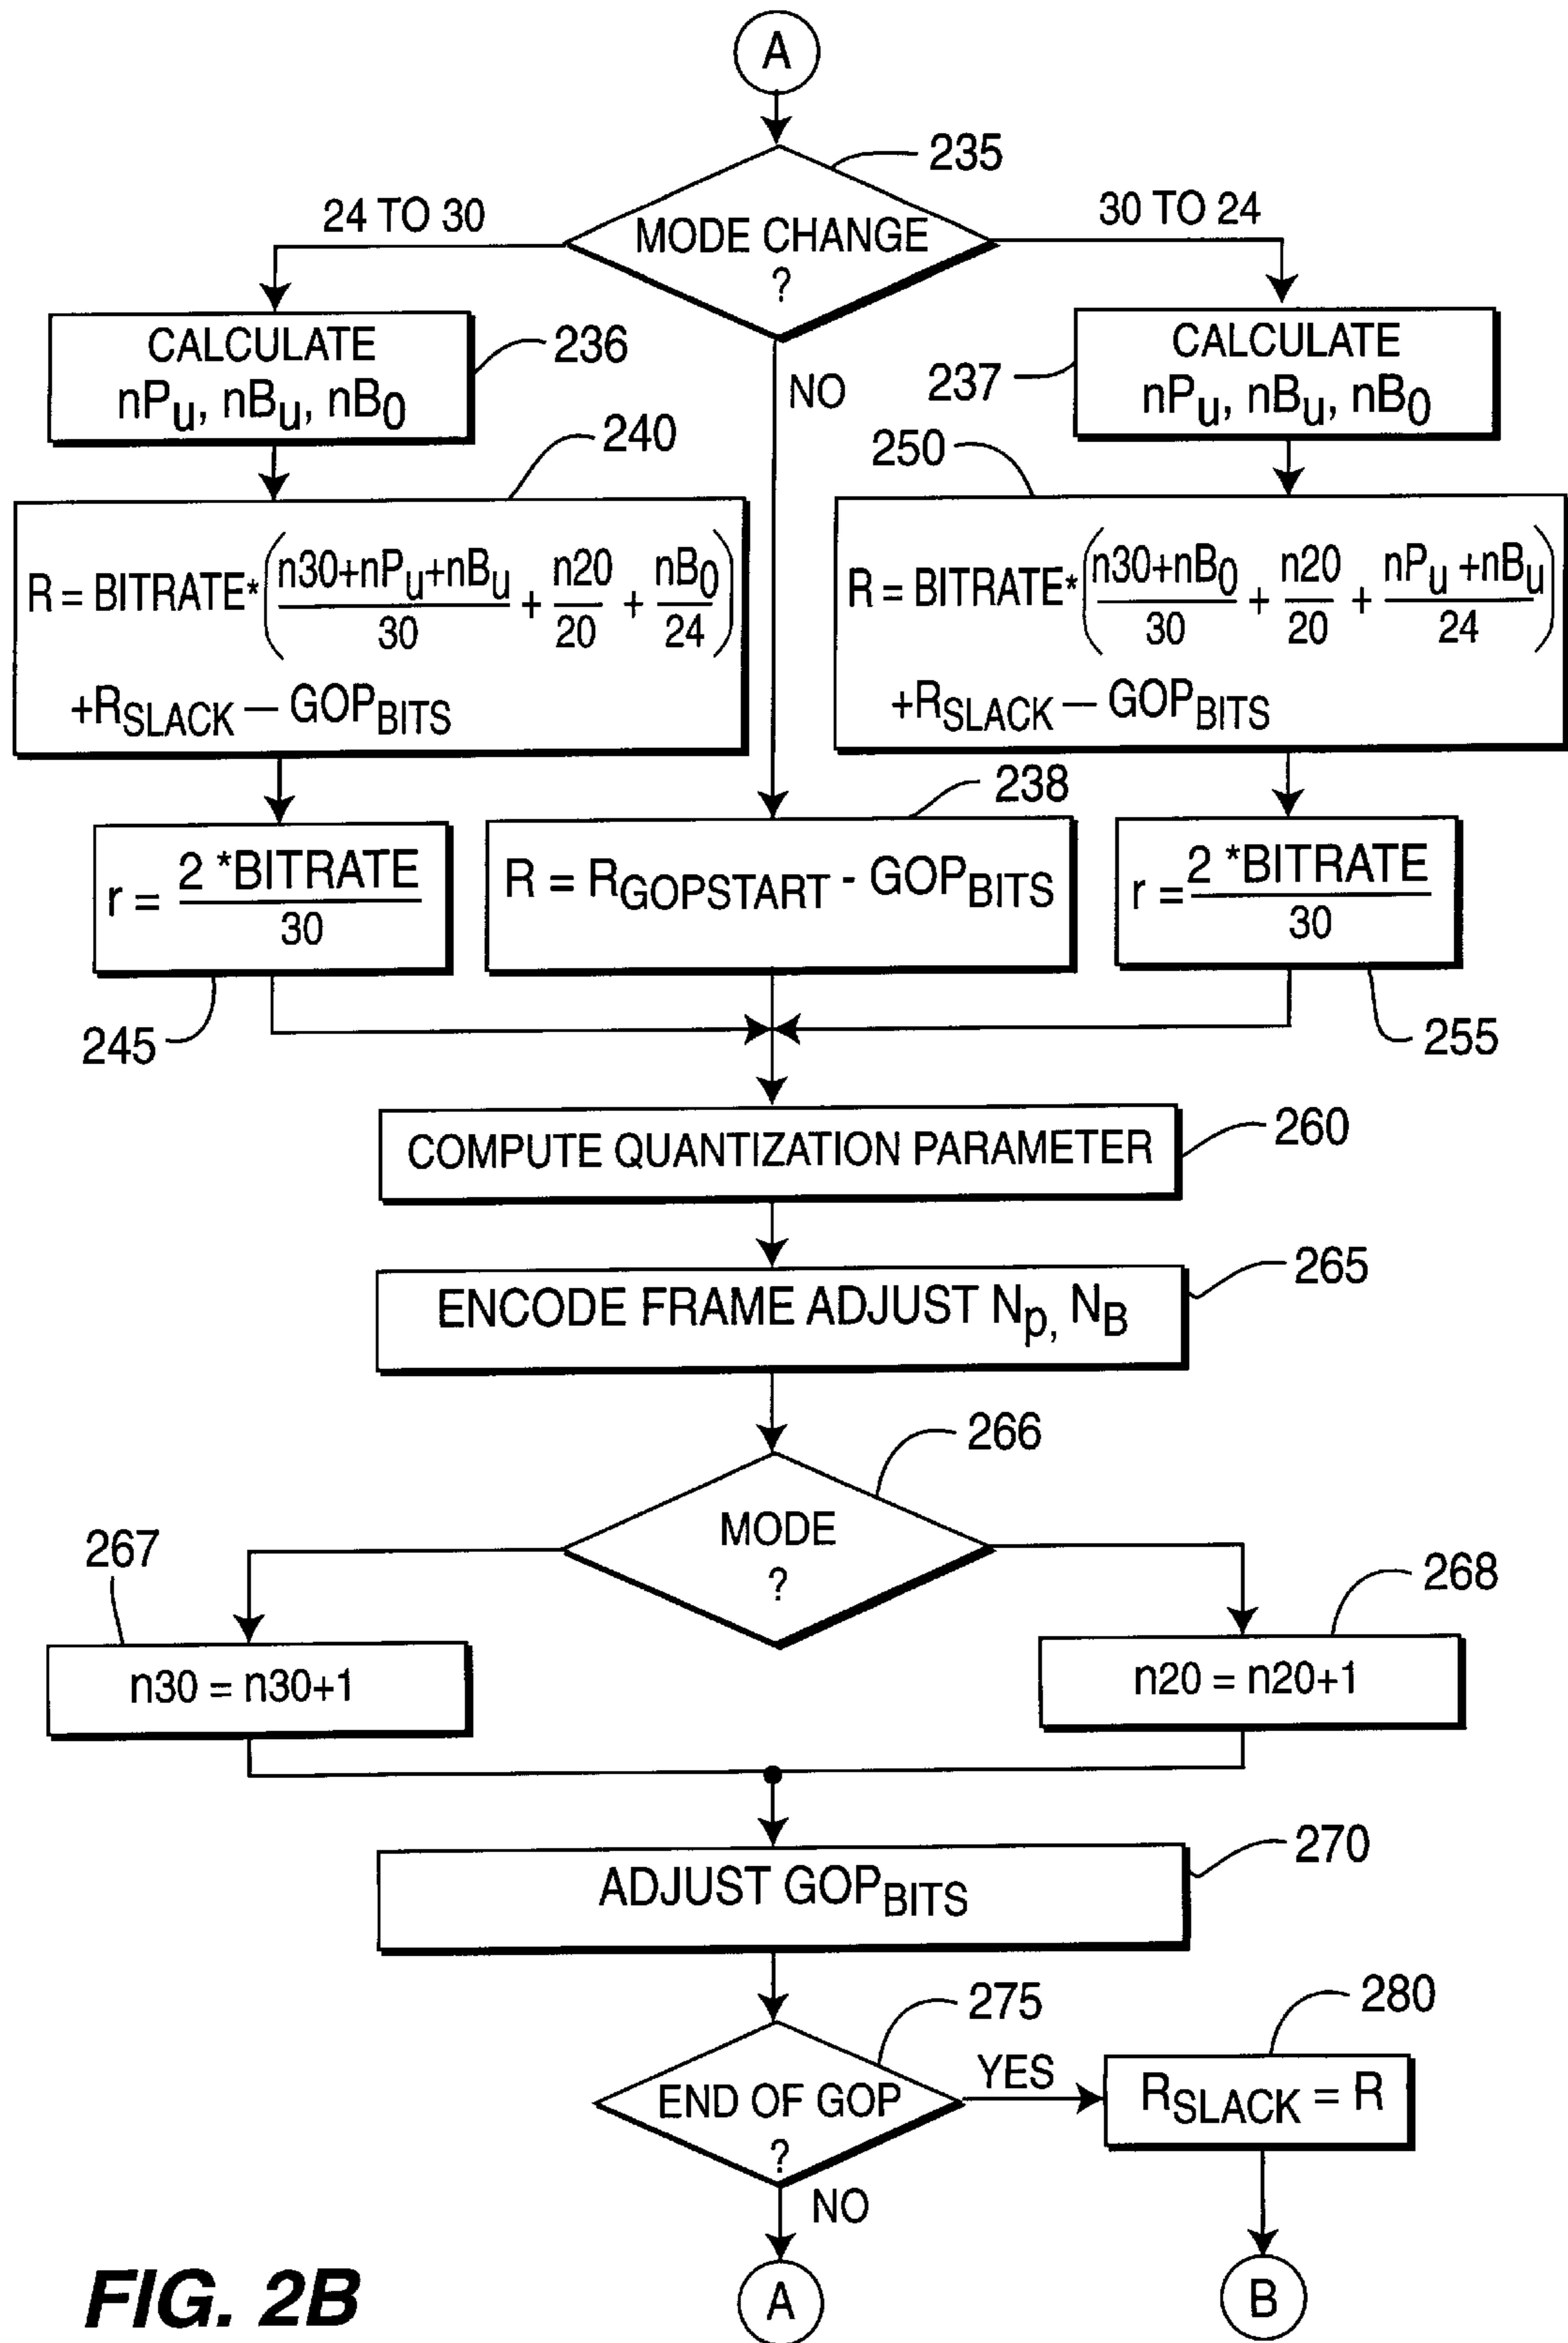 A
235
24 TO 30
30 TO 24
MODE CHANGE
?
CALCULATE
nPu, nBu, nB0
236
NO
237
CALCULATE
nPu, nBu, nB0
240
250
R = BITRATE*(n30+nPu+nBu/30 + n20/20 + nB0/24)
+RSLACK — GOPBITS
R = BITRATE*(n30+nB0/30 + n20/20 + nPu +nBu/24)
+RSLACK — GOPBITS
238
r = 2 *BITRATE/30
R = RGOPSTART - GOPBITS
r = 2 *BITRATE/30
245
255
COMPUTE QUANTIZATION PARAMETER
260
ENCODE FRAME ADJUST Np, NB
265
266
MODE
?
267
268
n30 = n30+1
n20 = n20+1
ADJUST GOPBITS
270
275
280
END OF GOP
?
YES
RSLACK = R
NO
FIG. 2B
A
B